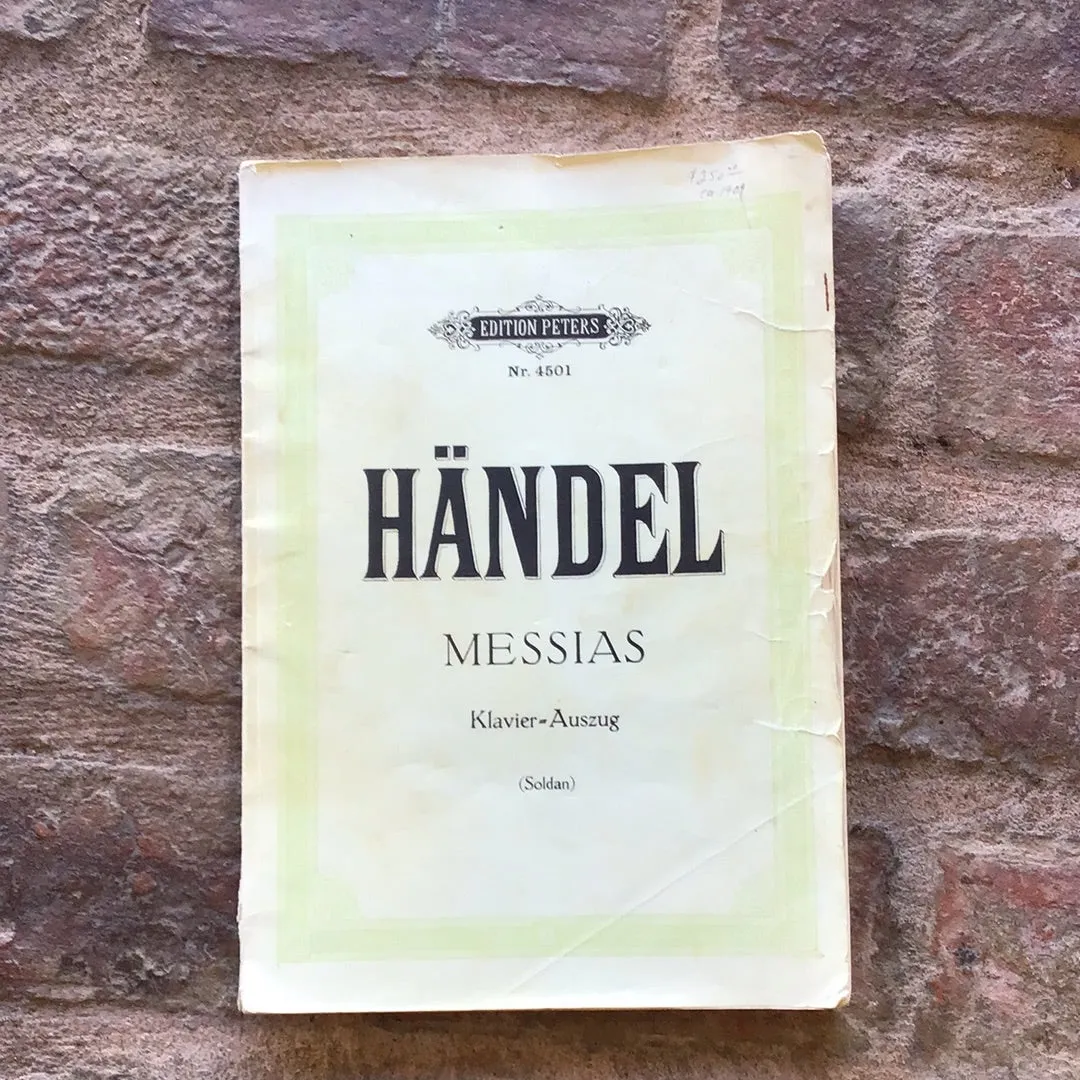 EDITION PETERS
Nr. 4501
HÄNDEL
MESSIAS
Klavier-Auszug
(Soldan)